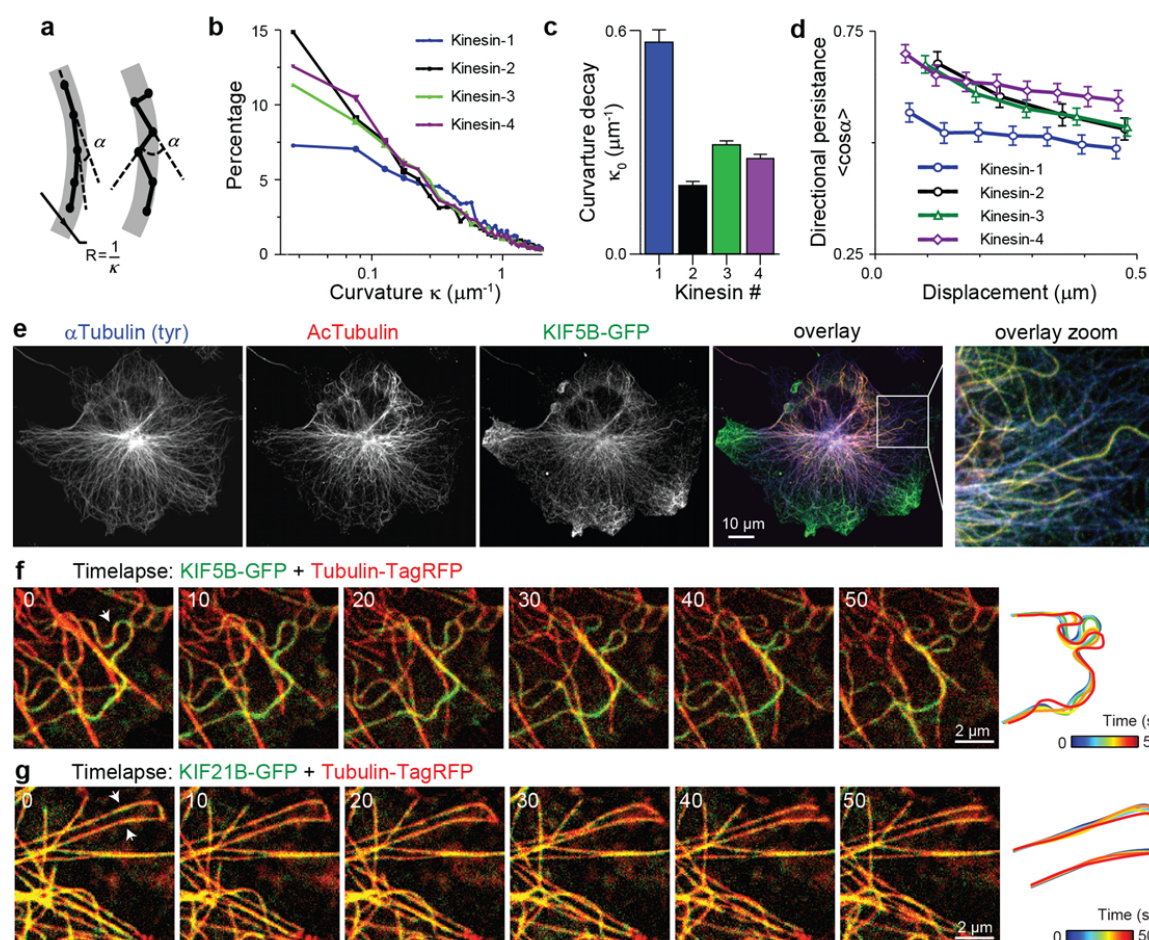 a
α
α
R=1/κ
b
Percentage
15
10
5
0
0.1
1
Curvature κ (μm⁻¹)
Kinesin-1
Kinesin-2
Kinesin-3
Kinesin-4
c
Curvarture decay
κ₀ (μm⁻¹)
0.6
0.0
1 2 3 4
Kinesin #
d
Directional persistance
<cosα>
0.75
0.25
0.0
0.5
Displacement (μm)
Kinesin-1
Kinesin-2
Kinesin-3
Kinesin-4
e
αTubulin (tyr)
AcTubulin
KIF5B-GFP
overlay
overlay zoom
10 μm
f
Timelapse: KIF5B-GFP + Tubulin-TagRFP
0
10
20
30
40
50
2 μm
Time (s
0
5
g
Timelapse: KIF21B-GFP + Tubulin-TagRFP
0
10
20
30
40
50
2 μm
Time (s
0
50